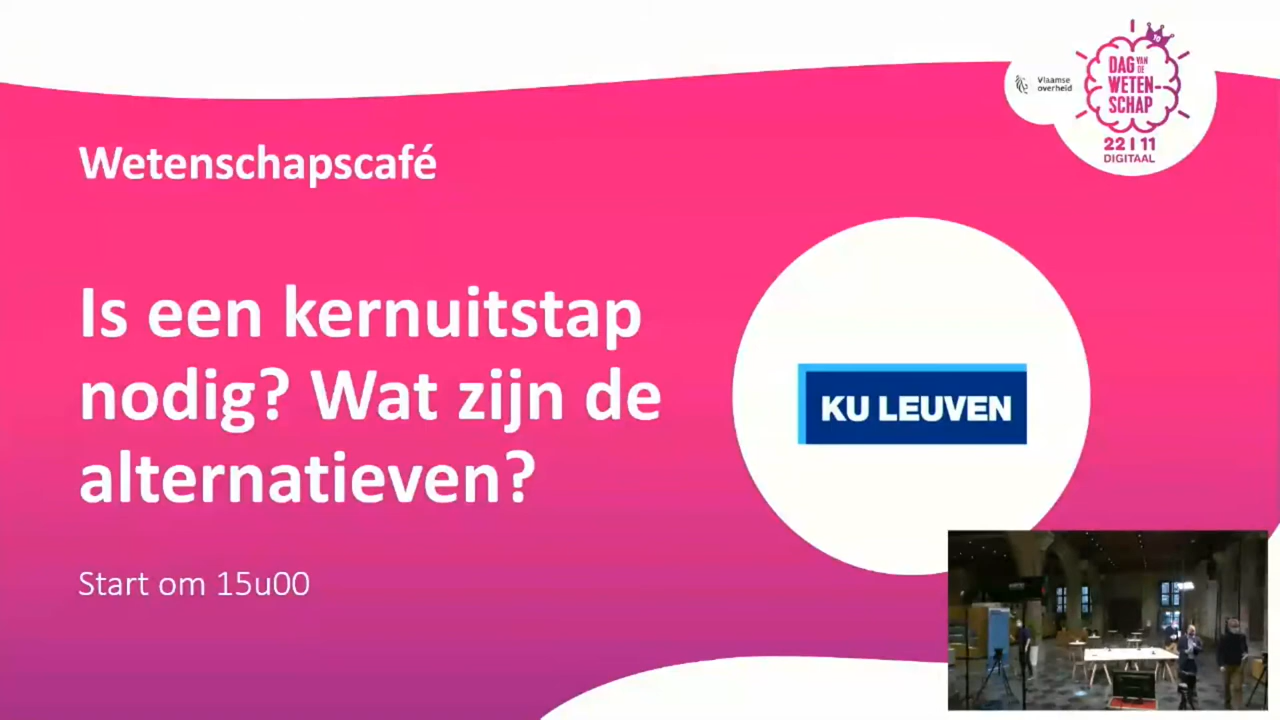 Wetenschapscafé
Is een kernuitstap
nodig? Wat zijn de
alternatieven?
Start om 15u00
KU LEUVEN
Vlaamse
overheid
10
DAG VAN DE
WETEN-
SCHAP
22 I 11
DIGITAAL